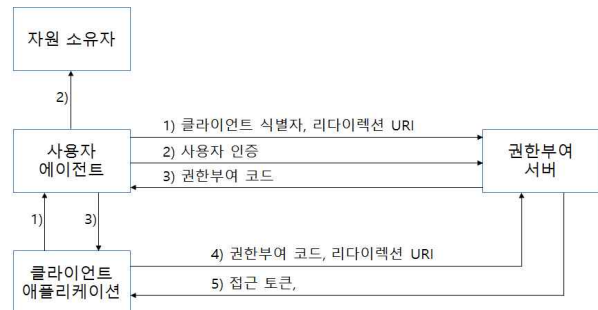 자원 소유자
2)
1) 클라이언트 식별자, 리다이렉션 URI
사용자
에이전트
2) 사용자 인증
권한부여
서버
3) 권한부여 코드
1)
3)
4) 권한부여 코드, 리다이렉션 URI
클라이언트
애플리케이션
5) 접근 토큰,